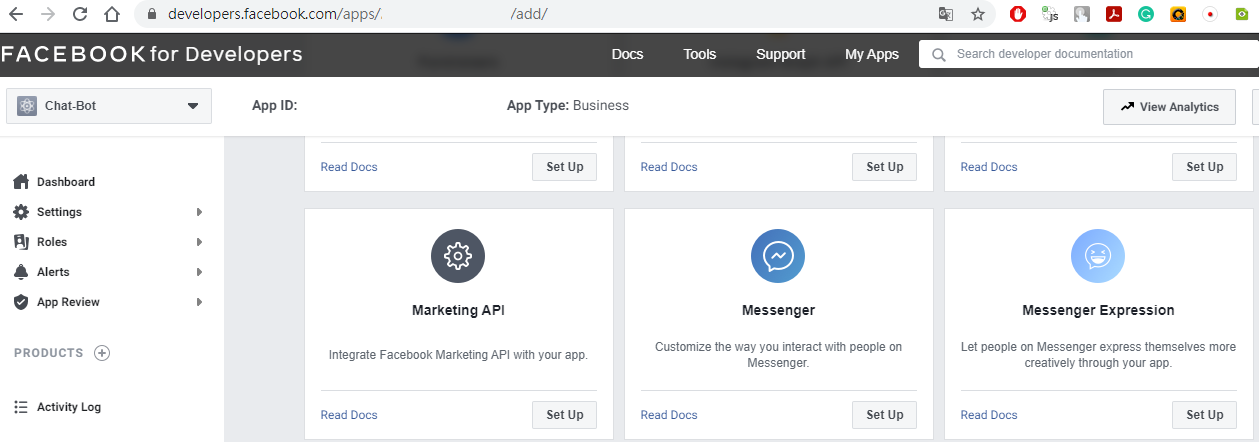 developers.facebook.com/apps/ /add/
FACEBOOK for Developers
Docs Tools Support My Apps Search developer documentation
Chat-Bot
App ID: App Type: Business View Analytics
Read Docs Set Up Read Docs Set Up Read Docs Set Up
Dashboard
Settings
Roles
Alerts
App Review
PRODUCTS
Activity Log
Marketing API
Integrate Facebook Marketing API with your app.
Read Docs Set Up
Messenger
Customize the way you interact with people on
Messenger.
Read Docs Set Up
Messenger Expression
Let people on Messenger express themselves more
creatively through your app.
Read Docs Set Up